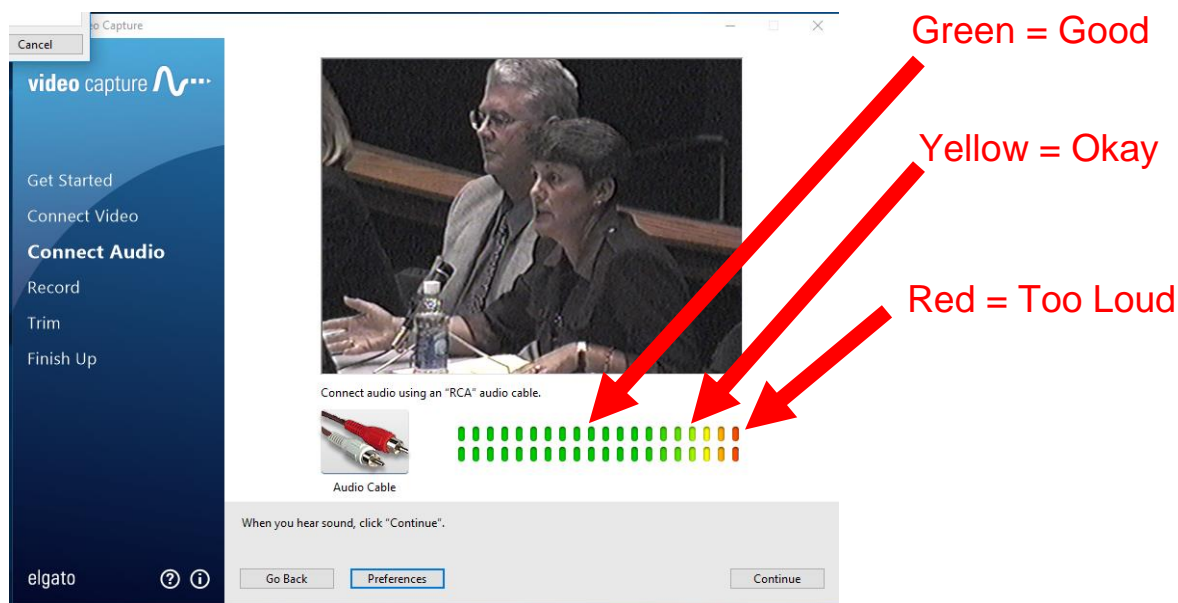 eo Capture
Cancel
video capture
Get Started
Connect Video
Connect Audio
Record
Trim
Finish Up
elgato
Connect audio using an "RCA" audio cable.
Audio Cable
When you hear sound, click "Continue".
Go Back
Preferences
Continue
Green = Good
Yellow = Okay
Red = Too Loud